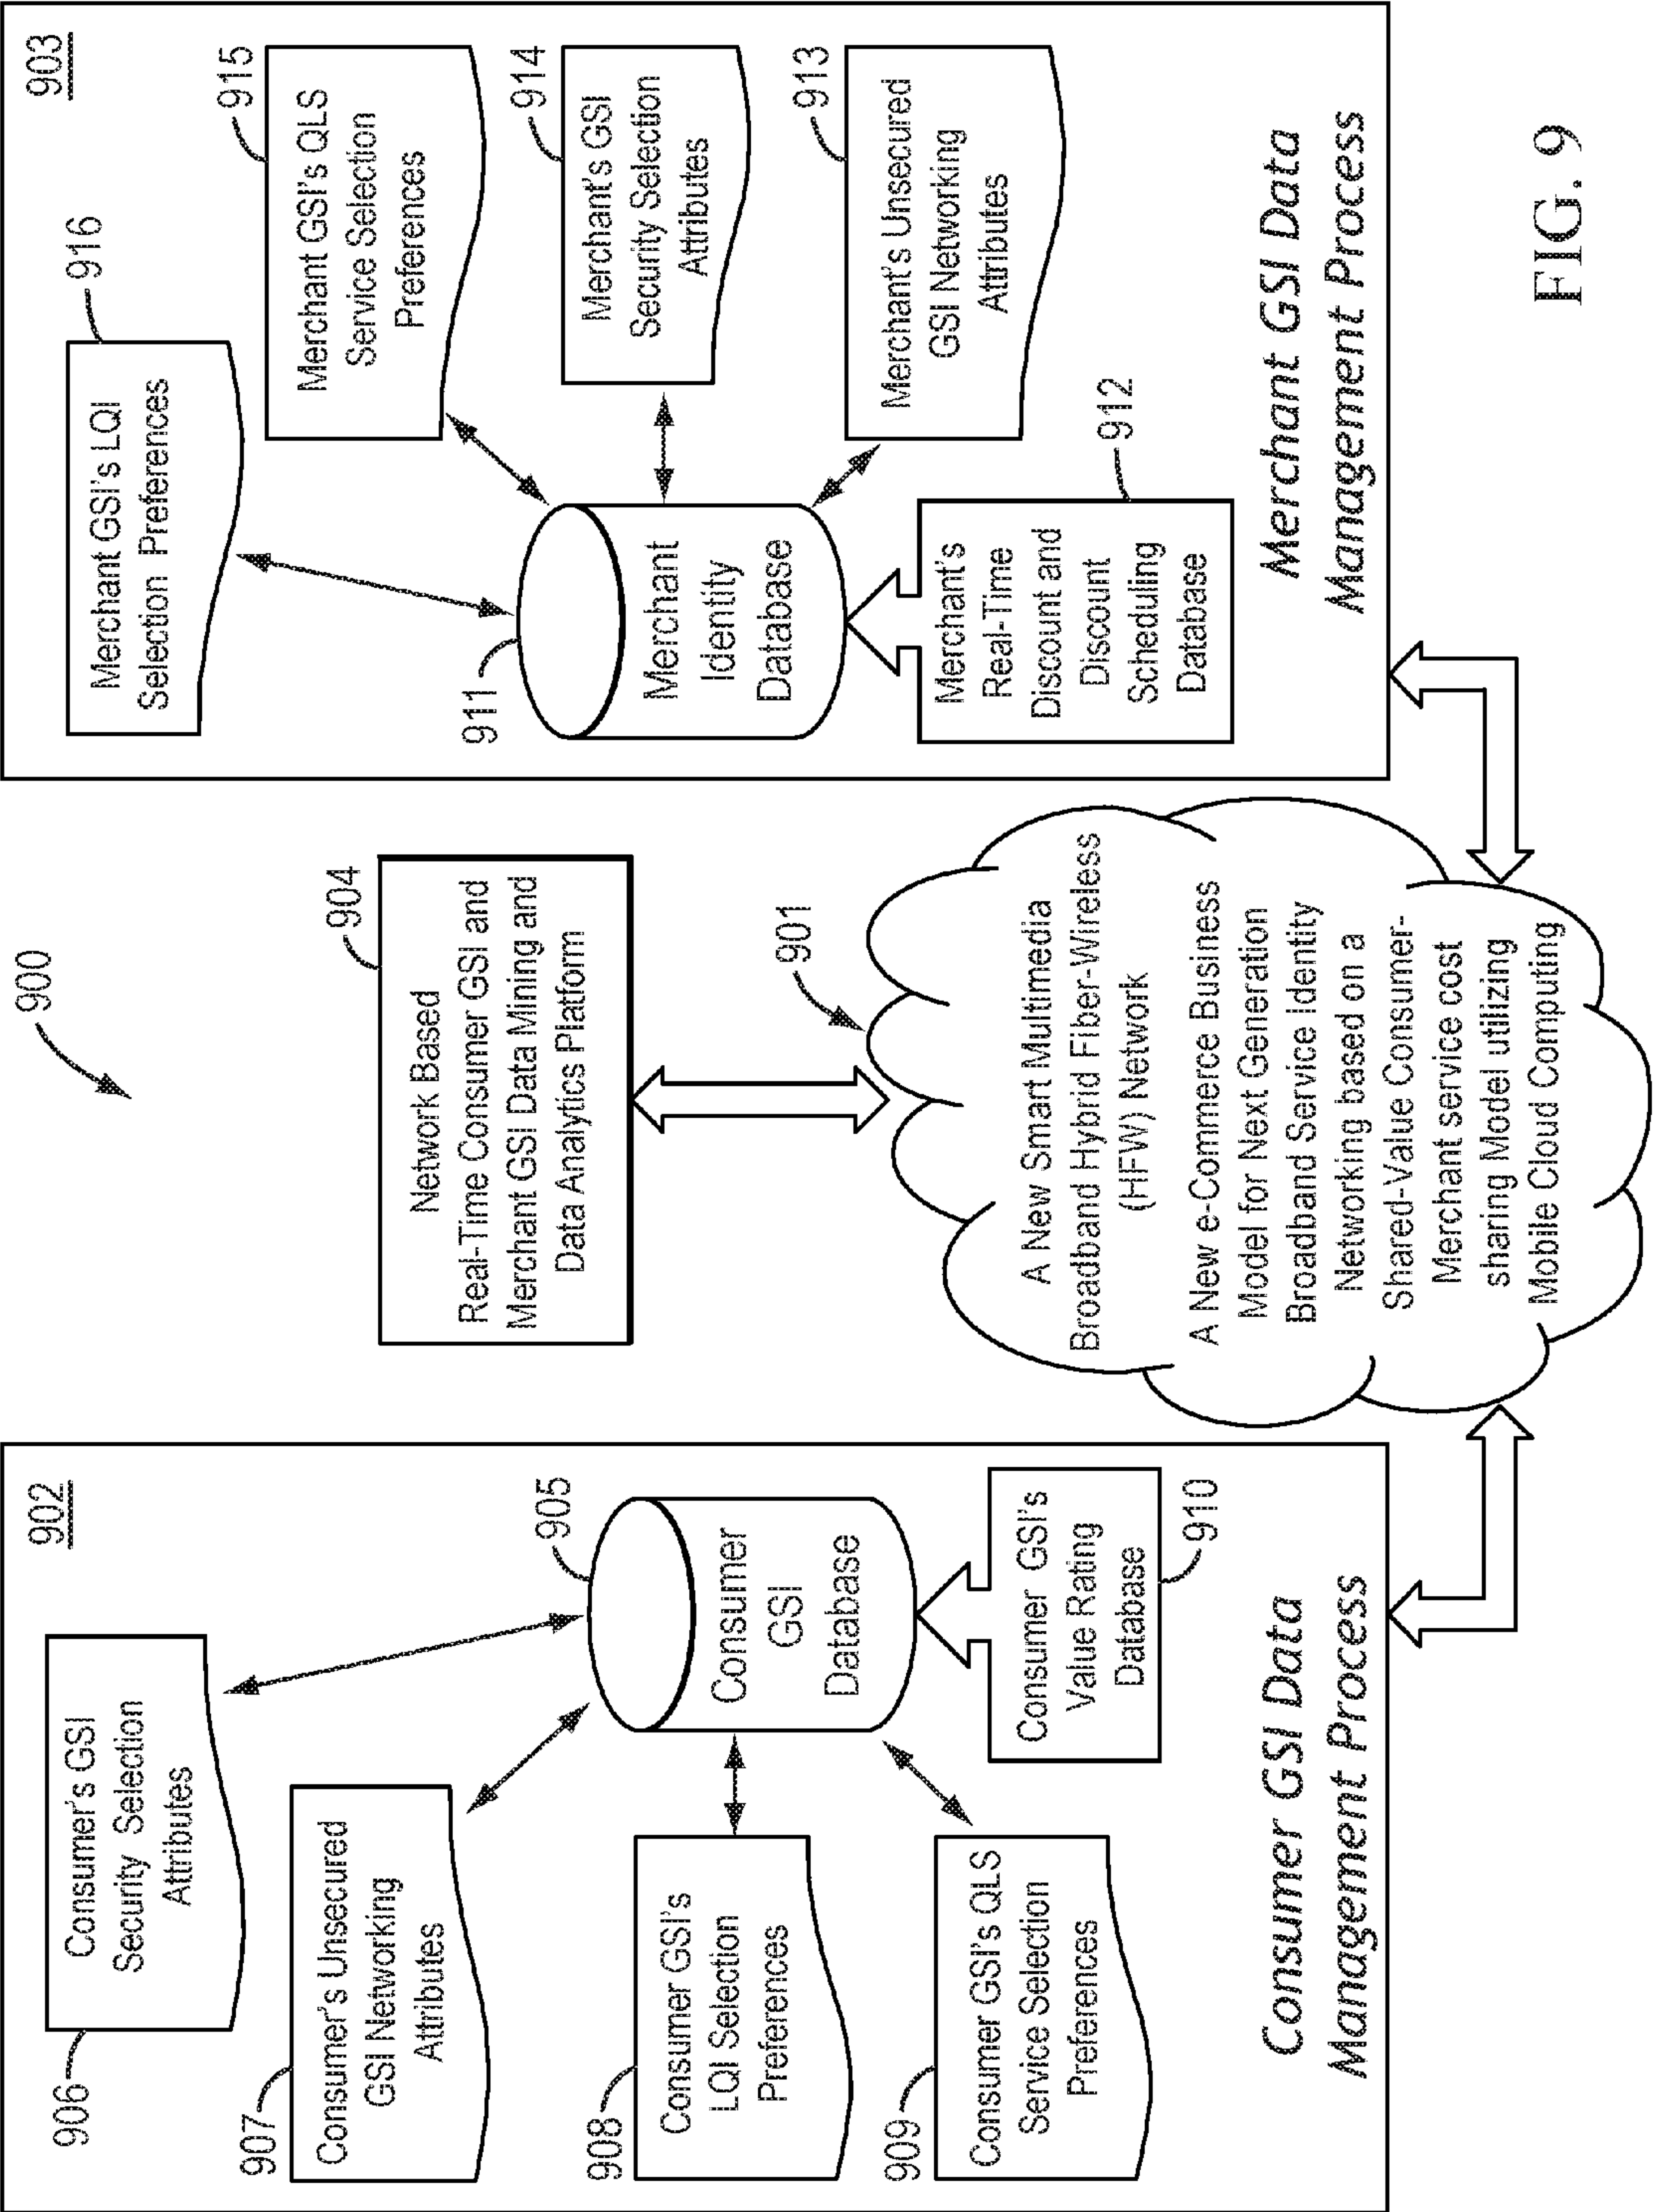 900
902
906
Consumer's GSI
Security Selection
Attributes
907
Consumer's Unsecured
GSI Networking
Attributes
908
Consumer GSI's
LQI Selection
Preferences
909
Consumer GSI's QLS
Service Selection
Preferences
905
Consumer
GSI
Database
Consumer GSI's
Value Rating
Database
910
Consumer GSI Data
Management Process
904
Network Based
Real-Time Consumer GSI and
Merchant GSI Data Mining and
Data Analytics Platform
901
A New Smart Multimedia
Broadband Hybrid Fiber-Wireless
(HFW) Network
A New e-Commerce Business
Model for Next Generation
Broadband Service Identity
Networking based on a
Shared-Value Consumer-
Merchant service cost
sharing Model utilizing
Mobile Cloud Computing
903
916
Merchant GSI's LQI
Selection Preferences
915
Merchant GSI's QLS
Service Selection
Preferences
914
Merchant's GSI
Security Selection
Attributes
913
Merchant's Unsecured
GSI Networking
Attributes
911
Merchant
Identity
Database
912
Merchant's
Real-Time
Discount and
Discount
Scheduling
Database
Merchant GSI Data
Management Process
FIG. 9